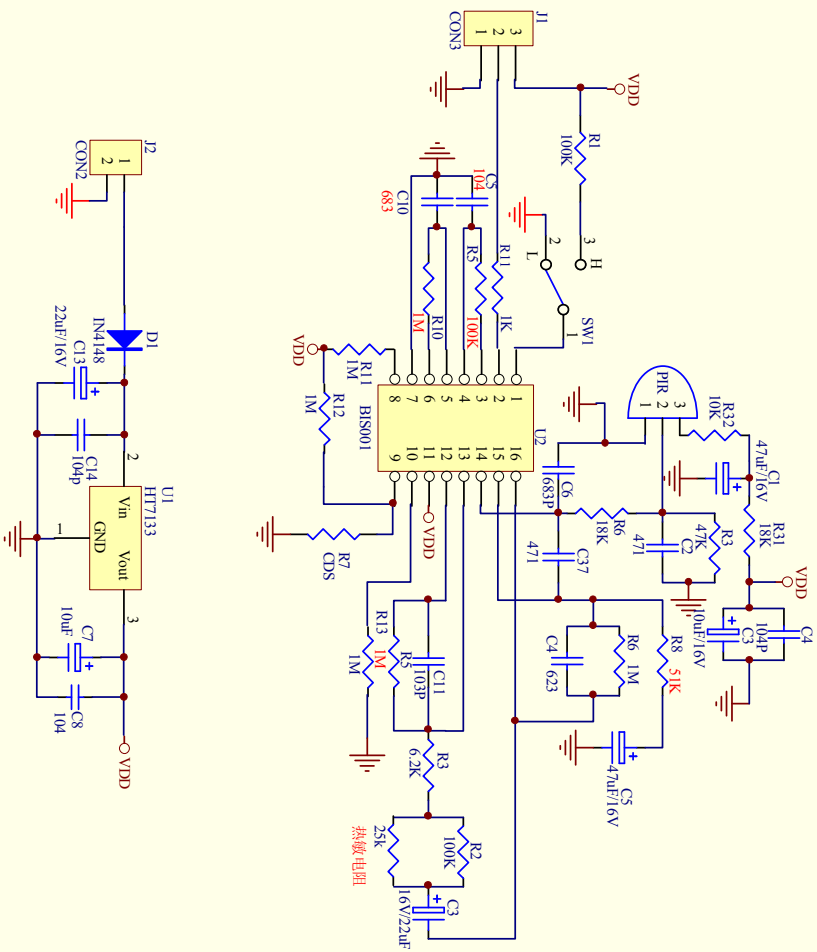 J1
CON3
1
2
3
VDD
R1
100K
J2
CON2
1
2
104
C5
C10
683
2
3
L
H
R11
1K
R5
100K
R10
1M
SW1
1
D1
IN4148
C13
22uF/16V
VDD
R11
1M
R12
1M
U2
BIS001
8
7
6
5
4
3
2
1
9
10
11
12
13
14
15
16
PIR
1
2
3
R32
10K
C1
47uF/16V
C14
104p
2
U1
HT7133
Vin
GND
Vout
1
3
C6
683P
R6
18K
C37
471
C2
471
R3
47K
R31
18K
VDD
VDD
R7
CDS
C7
10uF
C8
104
VDD
R13
1M
R5
1M
C11
103P
C4
623
R6
1M
R8
51K
C3
10uF/16V
C4
104P
R3
6.2K
C5
47uF/16V
25k
热敏电阻
R2
100K
C3
16V/22uF